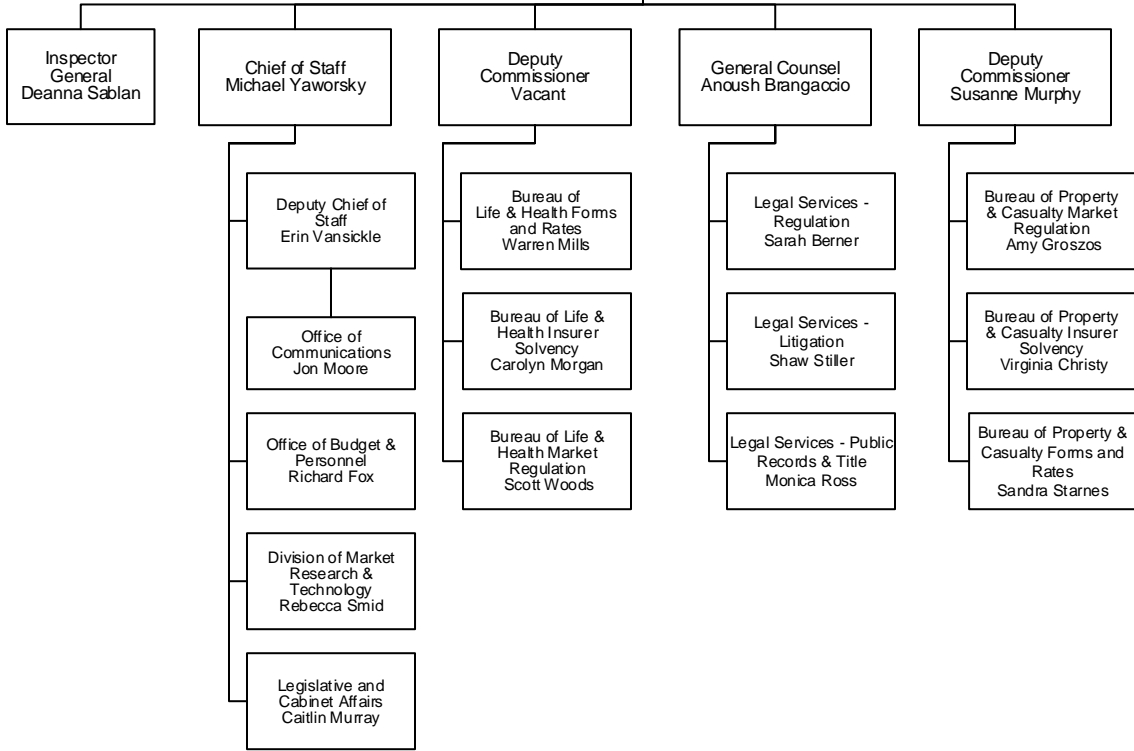 Inspector
General
Deanna Sablan
Chief of Staff
Michael Yaworsky
Deputy
Commissioner
Vacant
General Counsel
Anoush Brangaccio
Deputy
Commissioner
Susanne Murphy
Deputy Chief of
Staff
Erin Vansickle
Office of
Communications
Jon Moore
Office of Budget &
Personnel
Richard Fox
Division of Market
Research &
Technology
Rebecca Smid
Legislative and
Cabinet Affairs
Caitlin Murray
Bureau of
Life & Health Forms
and Rates
Warren Mills
Bureau of Life &
Health Insurer
Solvency
Carolyn Morgan
Bureau of Life &
Health Market
Regulation
Scott Woods
Legal Services -
Regulation
Sarah Berner
Legal Services -
Litigation
Shaw Stiller
Legal Services - Public
Records & Title
Monica Ross
Bureau of Property
& Casualty Market
Regulation
Amy Groszos
Bureau of Property
& Casualty Insurer
Solvency
Virginia Christy
Bureau of Property &
Casualty Forms and
Rates
Sandra Starnes